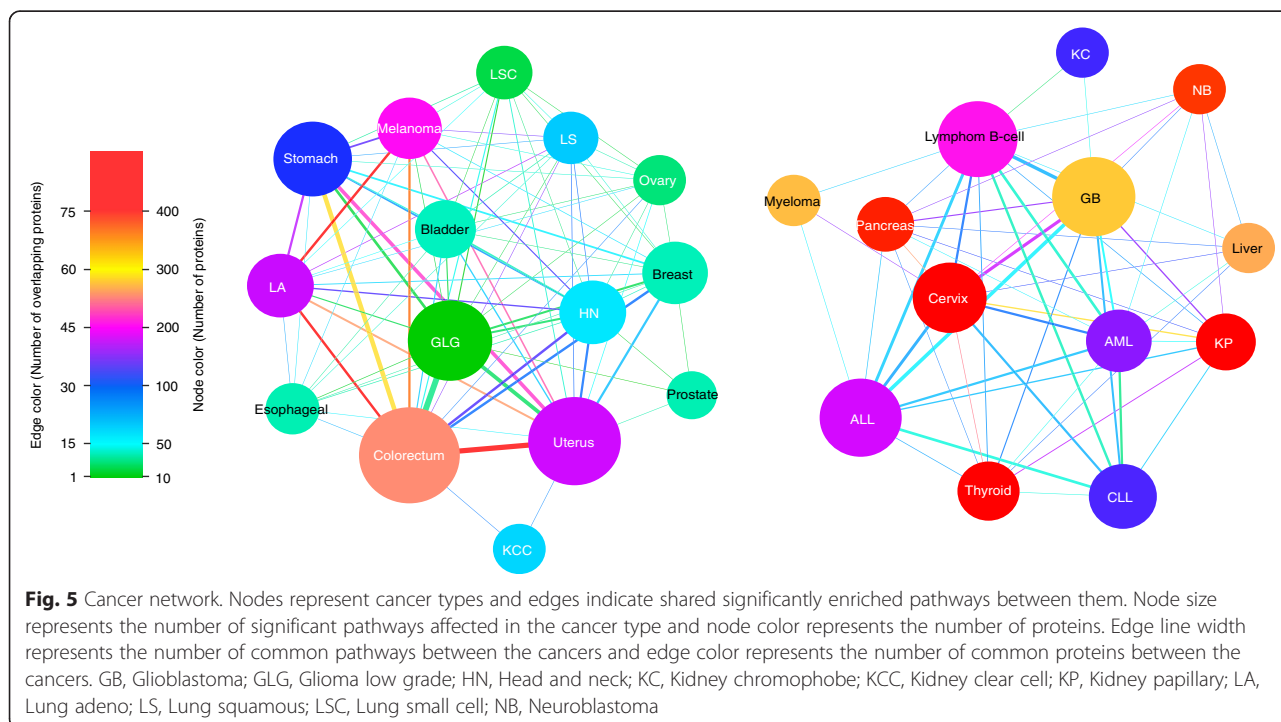 Edge color (Number of overlapping proteins)
75
60
45
30
15
1
400
300
200
100
50
10
Node color (Number of proteins)
LSC
Melanoma
LS
Stomach
Ovary
Bladder
Breast
LA
HN
GLG
Prostate
Esophageal
Colorectum
Uterus
KCC
KC
NB
Lymphom B-cell
GB
Myeloma
Pancreas
Liver
Cervix
AML
KP
ALL
Thyroid
CLL
Fig. 5 Cancer network. Nodes represent cancer types and edges indicate shared significantly enriched pathways between them. Node size
represents the number of significant pathways affected in the cancer type and node color represents the number of proteins. Edge line width
represents the number of common pathways between the cancers and edge color represents the number of common proteins between the
cancers. GB, Glioblastoma; GLG, Glioma low grade; HN, Head and neck; KC, Kidney chromophobe; KCC, Kidney clear cell; KP, Kidney papillary; LA,
Lung adeno; LS, Lung squamous; LSC, Lung small cell; NB, Neuroblastoma